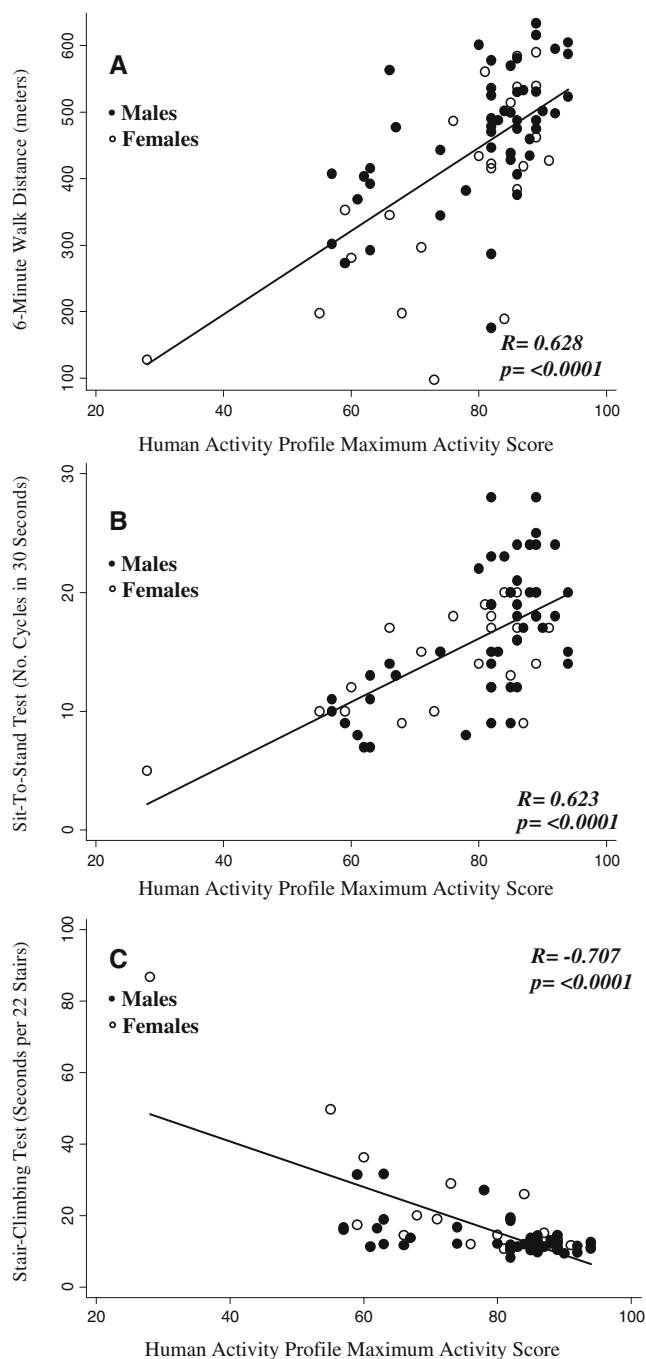 600
500
400
300
200
100
6-Minute Walk Distance (meters)
A
Males
Females
R= 0.628
p= <0.0001
20 40 60 80 100
Human Activity Profile Maximum Activity Score
30
20
10
0
Sit-To-Stand Test (No. Cycles in 30 Seconds)
B
Males
Females
R= 0.623
p= <0.0001
20 40 60 80 100
Human Activity Profile Maximum Activity Score
100
80
60
40
20
0
Stair-Climbing Test (Seconds per 22 Stairs)
C
Males
Females
R= -0.707
p= <0.0001
20 40 60 80 100
Human Activity Profile Maximum Activity Score